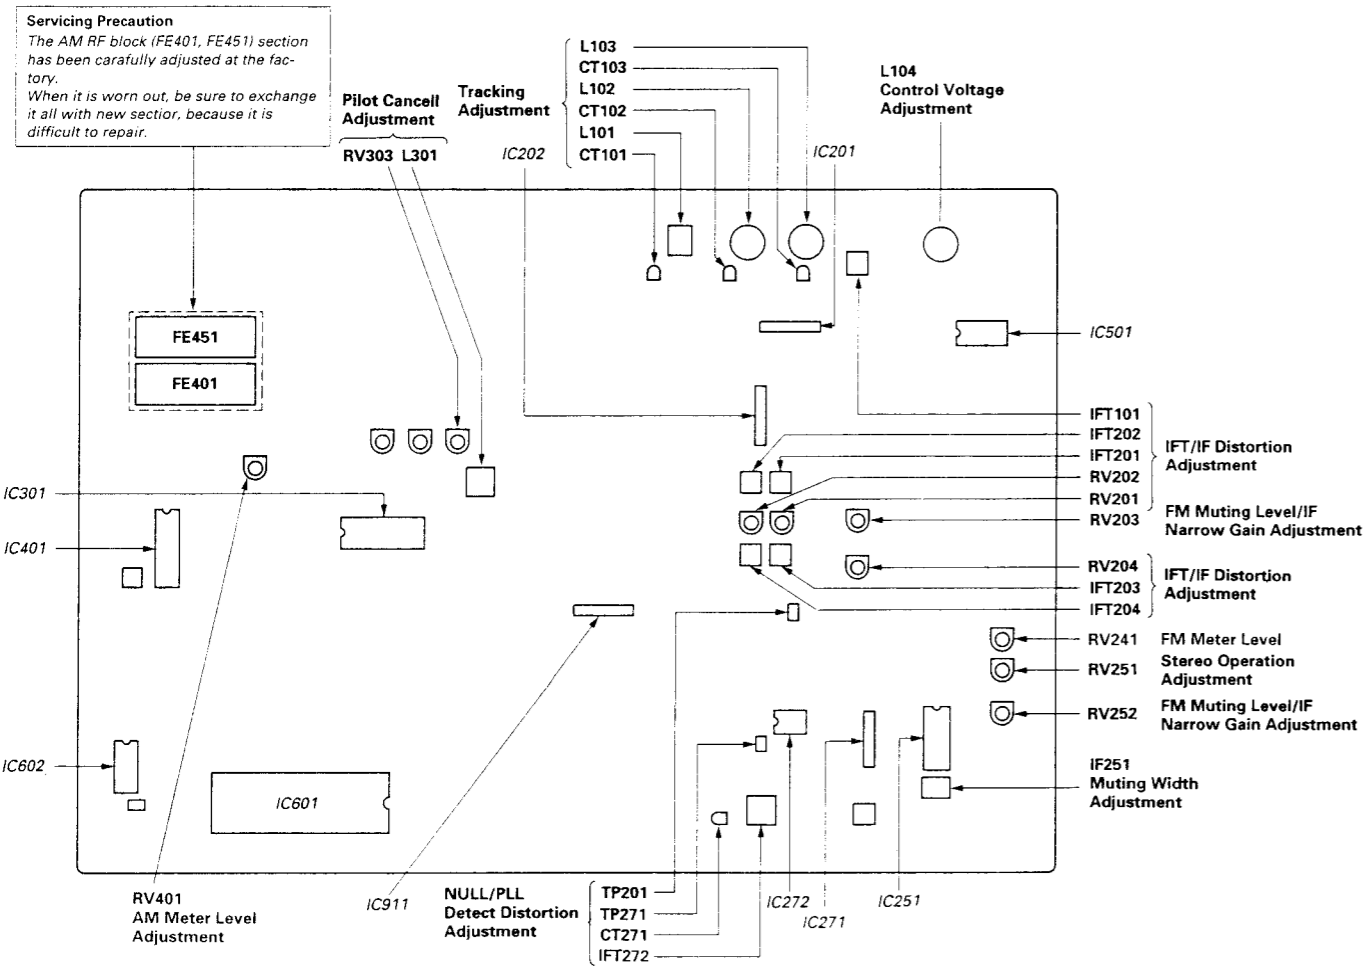 Servicing Precaution
The AM RF block (FE401, FE451) section
has been carafully adjusted at the fac-
tory.
When it is worn out, be sure to exchange
it all with new sectior, because it is
difficult to repair.
Pilot Cancell
Adjustment
RV303 L301
Tracking
Adjustment
L103
CT103
L102
CT102
L101
CT101
IC202
IC201
L104
Control Voltage
Adjustment
FE451
FE401
IC501
IFT101
IFT202
IFT201
RV202
RV201
IFT/IF Distortion
Adjustment
RV203
FM Muting Level/IF
Narrow Gain Adjustment
RV204
IFT203
IFT204
IFT/IF Distortion
Adjustment
RV241 FM Meter Level
RV251 Stereo Operation
Adjustment
RV252 FM Muting Level/IF
Narrow Gain Adjustment
IF251
Muting Width
Adjustment
IC301
IC401
IC602
IC601
RV401
AM Meter Level
Adjustment
IC911
NULL/PLL
Detect Distortion
Adjustment
TP201
TP271
CT271
IFT272
IC272
IC271
IC251